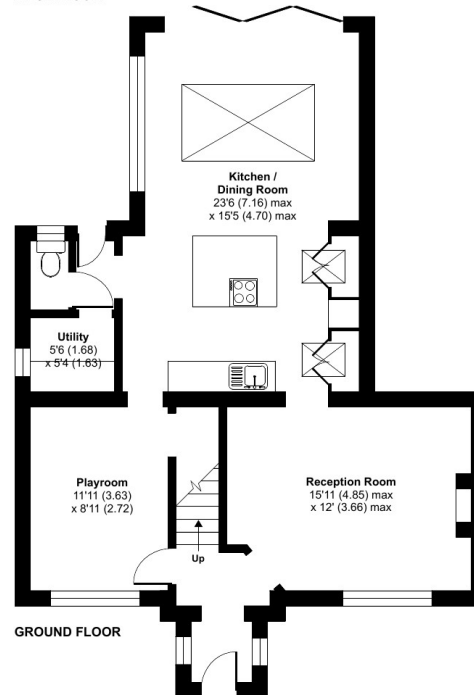 Kitchen /
Dining Room
23'6 (7.16) max
x 15'5 (4.70) max
Utility
5'6 (1.68)
x 5'4 (1.63)
Playroom
11'11 (3.63)
x 8'11 (2.72)
Reception Room
15'11 (4.85) max
x 12' (3.66) max
Up
GROUND FLOOR